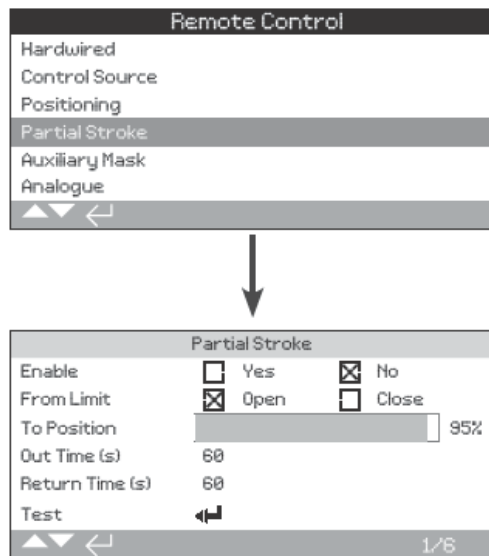 Remote Control
Hardwired
Control Source
Positioning
Partial Stroke
Auxiliary Mask
Analogue
Partial Stroke
Enable Yes No
From Limit Open Close
To Position 95%
Out Time (s) 60
Return Time (s) 60
Test
1/6